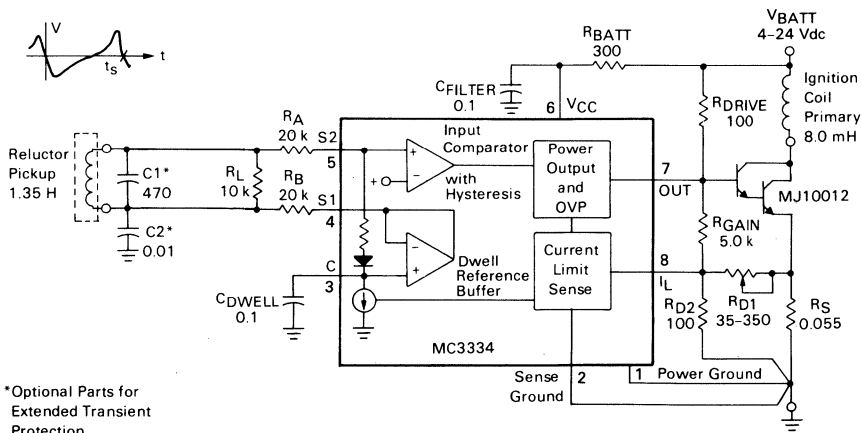 V
t
tS
VBATT
4–24 Vdc
RBATT
300
CFILTER
0.1
6 VCC
RDRIVE
100
Ignition
Coil
Primary
8.0 mH
Reluctor
Pickup
1.35 H
C1*
470
C2*
0.01
RL
10 k
RA
20 k
RB
20 k
S2
5
S1
4
C
3
CDWELL
0.1
Input
Comparator
with
Hysteresis
+
–
+
–
+
Dwell
Reference
Buffer
Power
Output
and
OVP
Current
Limit
Sense
MC3334
7
OUT
MJ10012
RGAIN
5.0 k
8
IL
RD1
35–350
RD2
100
RS
0.055
Sense
Ground
2
1 Power Ground
*Optional Parts for
Extended Transient
Protection